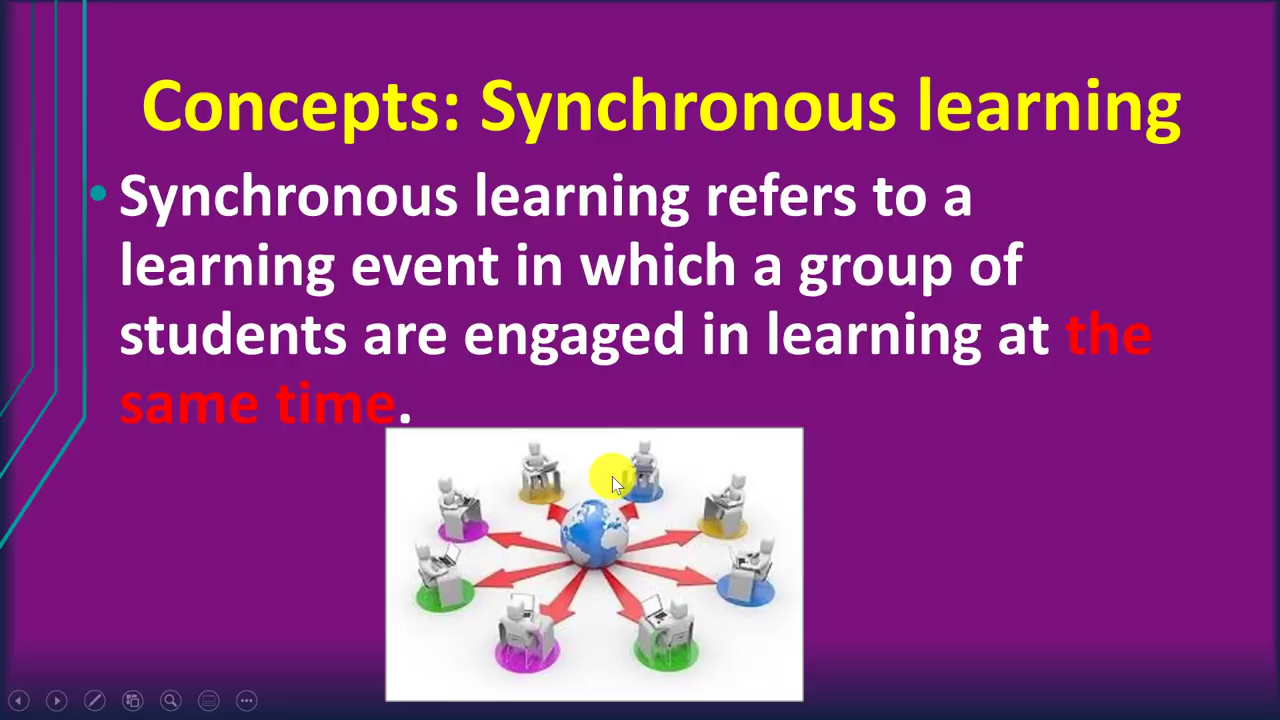 Concepts: Synchronous learning
• Synchronous learning refers to a
learning event in which a group of
students are engaged in learning at the
same time.